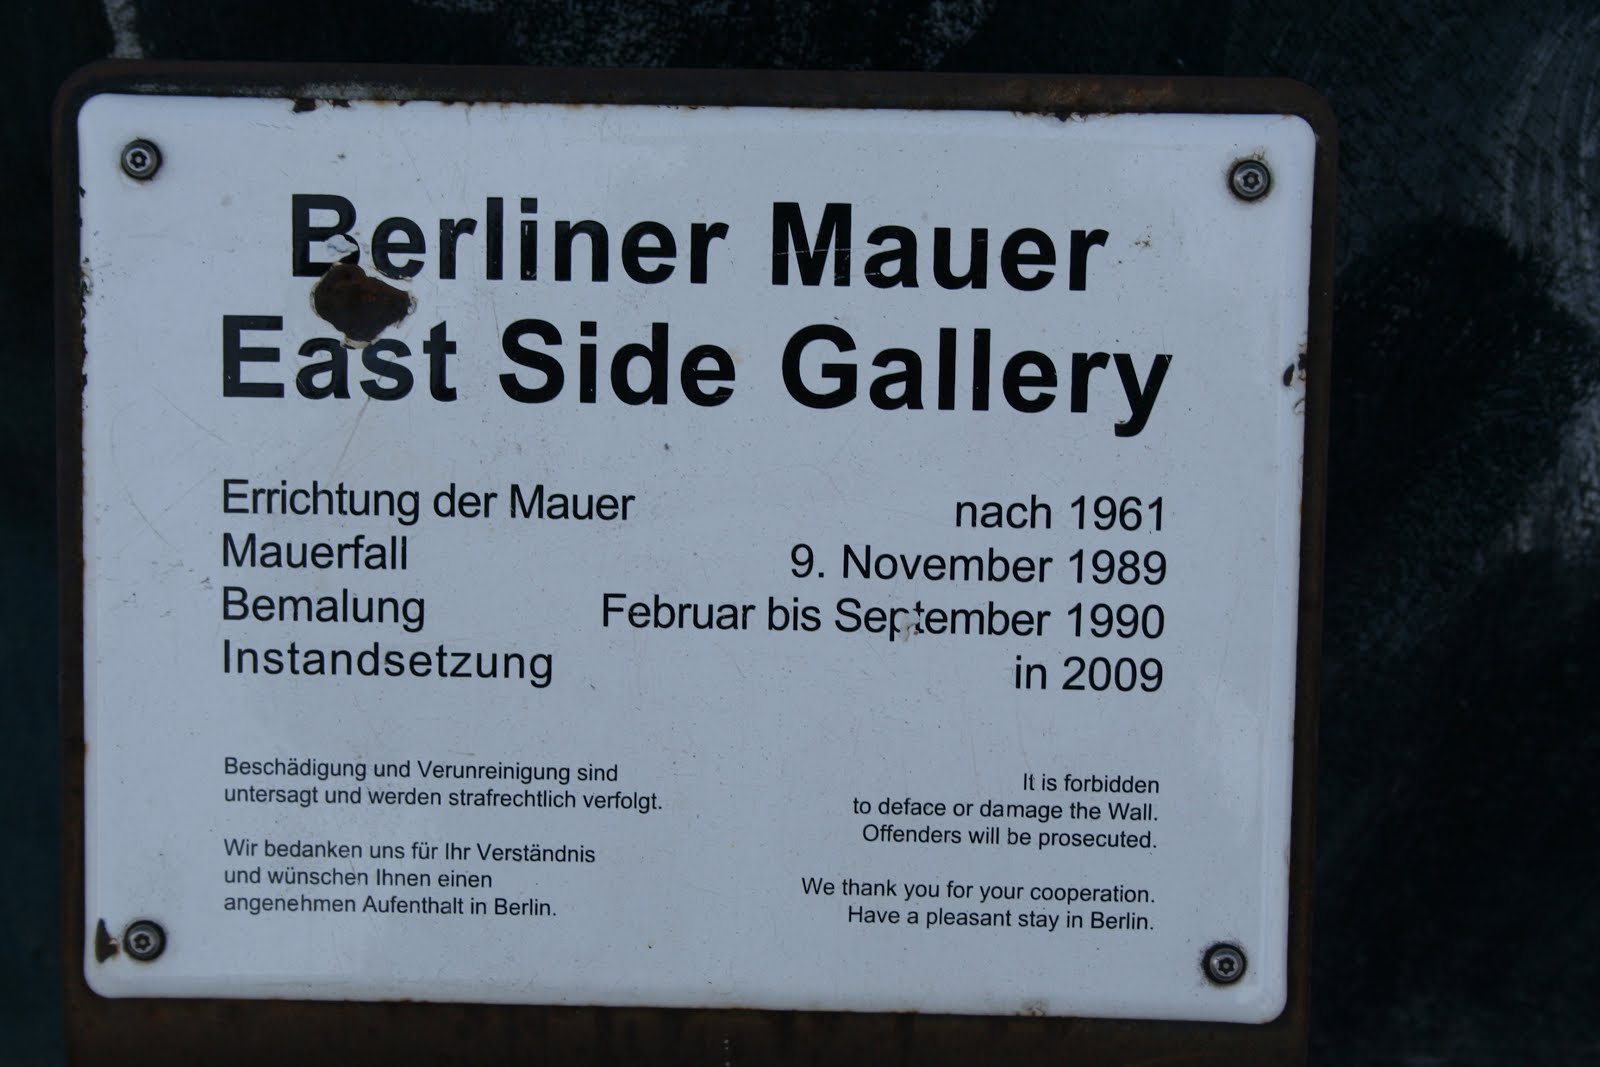 Berliner Mauer
East Side Gallery
Errichtung der Mauer nach 1961
Mauerfall 9. November 1989
Bemalung Februar bis September 1990
Instandsetzung in 2009
Beschädigung und Verunreinigung sind
untersagt und werden strafrechtlich verfolgt.
Wir bedanken uns für Ihr Verständnis
und wünschen Ihnen einen
angenehmen Aufenthalt in Berlin.
It is forbidden
to deface or damage the Wall.
Offenders will be prosecuted.
We thank you for your cooperation.
Have a pleasant stay in Berlin.